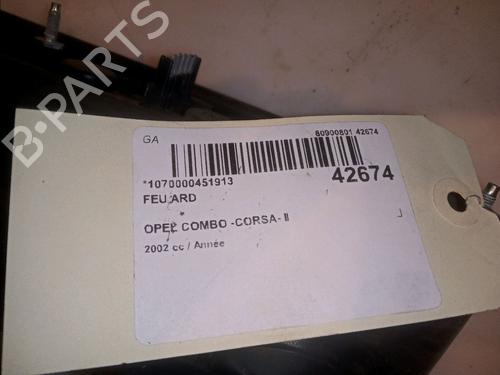 B-PARTS
GA
80900801 42674
*1070000451913
42674
FEU ARD
OPEL COMBO -CORSA- II
2002 cc / Année